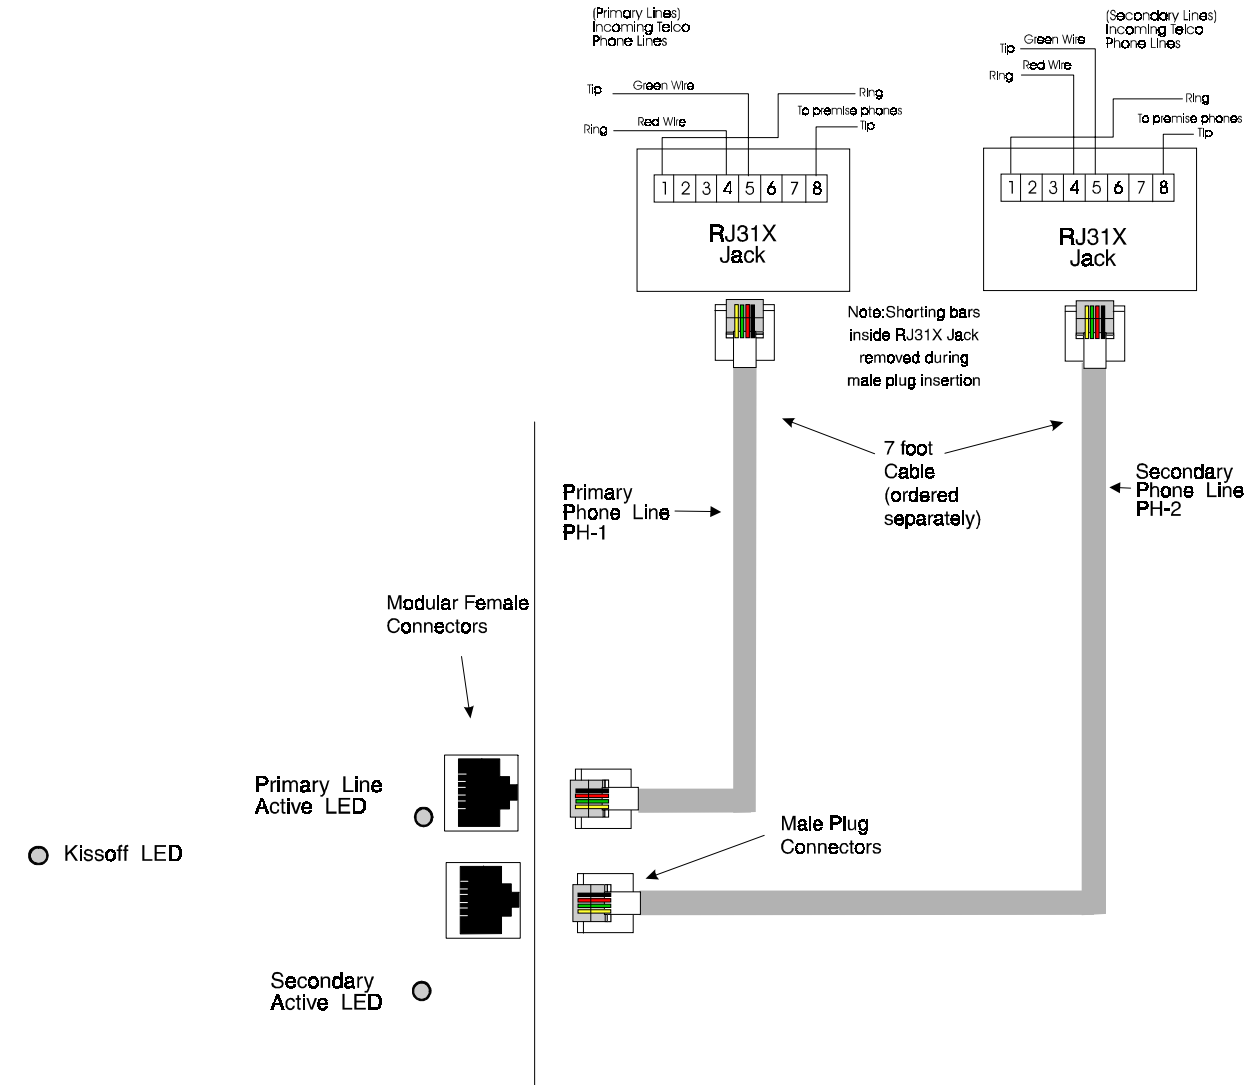 (Primary Lines)
Incoming Telco
Phone Lines
Tip
Green Wire
Ring
Red Wire
Ring
To premise phones
Tip
1 2 3 4 5 6 7 8
RJ31X
Jack
(Secondary Lines)
Incoming Telco
Phone Lines
Tip
Green Wire
Ring
Red Wire
Ring
To premise phones
Tip
1 2 3 4 5 6 7 8
RJ31X
Jack
Note:Shorting bars
inside RJ31X Jack
removed during
male plug insertion
7 foot
Cable
(ordered
separately)
Primary
Phone Line
PH-1
Secondary
Phone Line
PH-2
Modular Female
Connectors
Primary Line
Active LED
Kissoff LED
Male Plug
Connectors
Secondary
Active LED